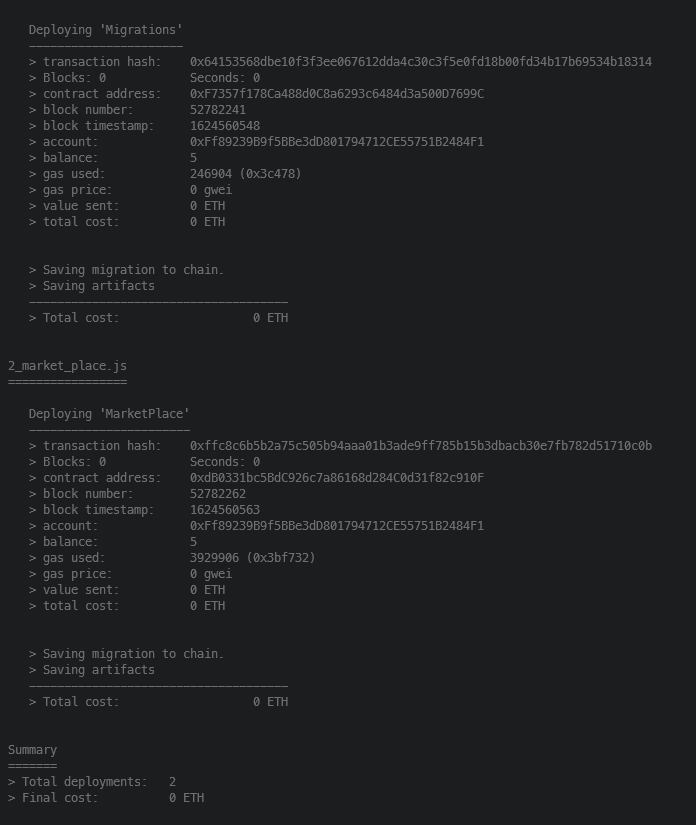 Deploying 'Migrations'
----------------------
> transaction hash:    0x64153568dbe10f3f3ee067612dda4c30c3f5e0fd18b00fd34b17b69534b18314
> Blocks: 0            Seconds: 0
> contract address:    0xF7357f178Ca488d0C8a6293c6484d3a500D7699C
> block number:        52782241
> block timestamp:     1624560548
> account:             0xFf89239B9f5BBe3dD801794712CE55751B2484F1
> balance:             5
> gas used:            246904 (0x3c478)
> gas price:           0 gwei
> value sent:          0 ETH
> total cost:          0 ETH
> Saving migration to chain.
> Saving artifacts
-------------------------------------
> Total cost:                   0 ETH
2_market_place.js
=================
Deploying 'MarketPlace'
-----------------------
> transaction hash:    0xffc8c6b5b2a75c505b94aaa01b3ade9ff785b15b3dbacb30e7fb782d51710c0b
> Blocks: 0            Seconds: 0
> contract address:    0xdB0331bc5BdC926c7a86168d284C0d31f82c910F
> block number:        52782262
> block timestamp:     1624560563
> account:             0xFf89239B9f5BBe3dD801794712CE55751B2484F1
> balance:             5
> gas used:            3929906 (0x3bf732)
> gas price:           0 gwei
> value sent:          0 ETH
> total cost:          0 ETH
> Saving migration to chain.
> Saving artifacts
-------------------------------------
> Total cost:                   0 ETH
Summary
=======
> Total deployments:   2
> Final cost:          0 ETH